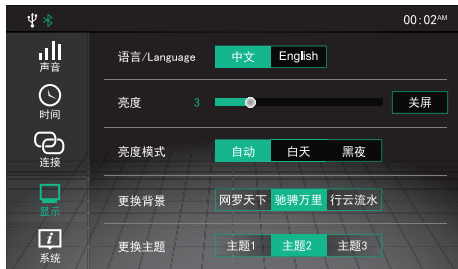 00:02AM
声音
时间
连接
显示
系统
语言/Language 中文 English
亮度 3 关屏
亮度模式 自动 白天 黑夜
更换背景 网罗天下 驰骋万里 行云流水
更换主题 主题1 主题2 主题3